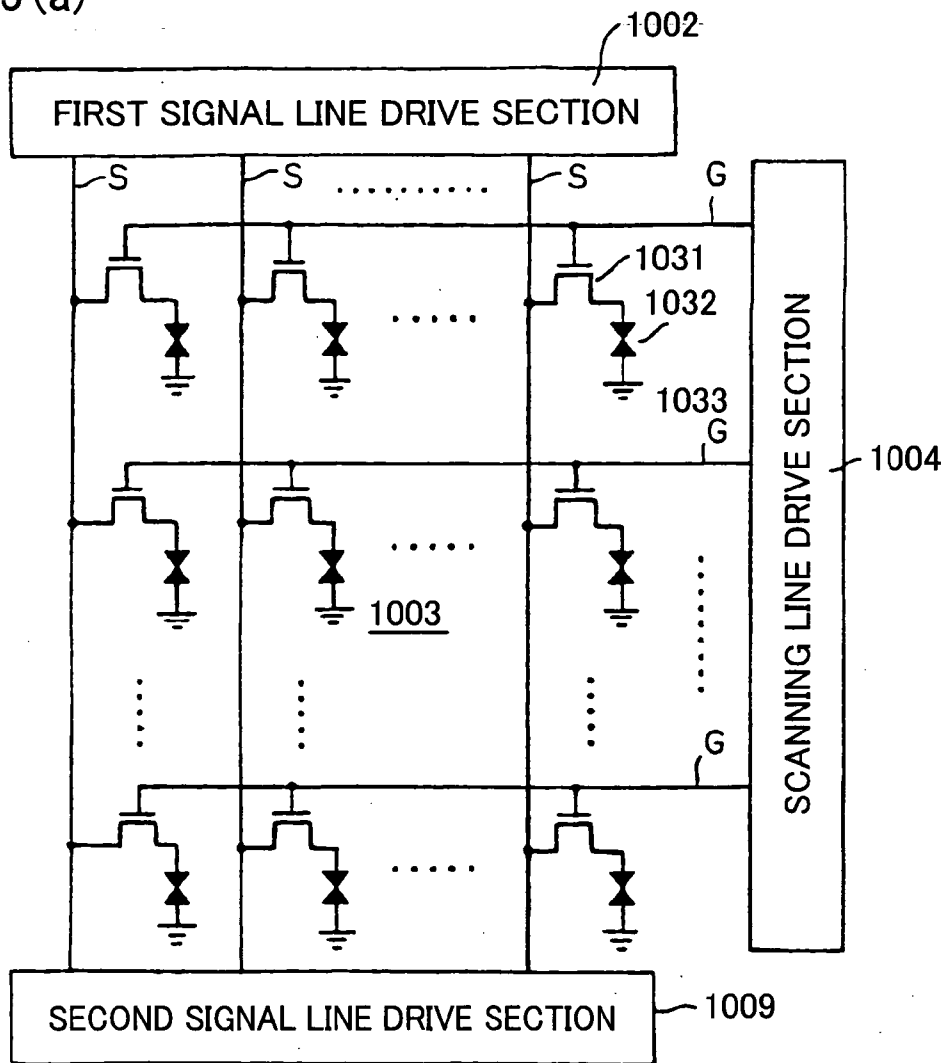 (a)
1002
FIRST SIGNAL LINE DRIVE SECTION
S S S G
1031
1032
1033
G
SCANNING LINE DRIVE SECTION
1004
1003
G
SECOND SIGNAL LINE DRIVE SECTION
1009